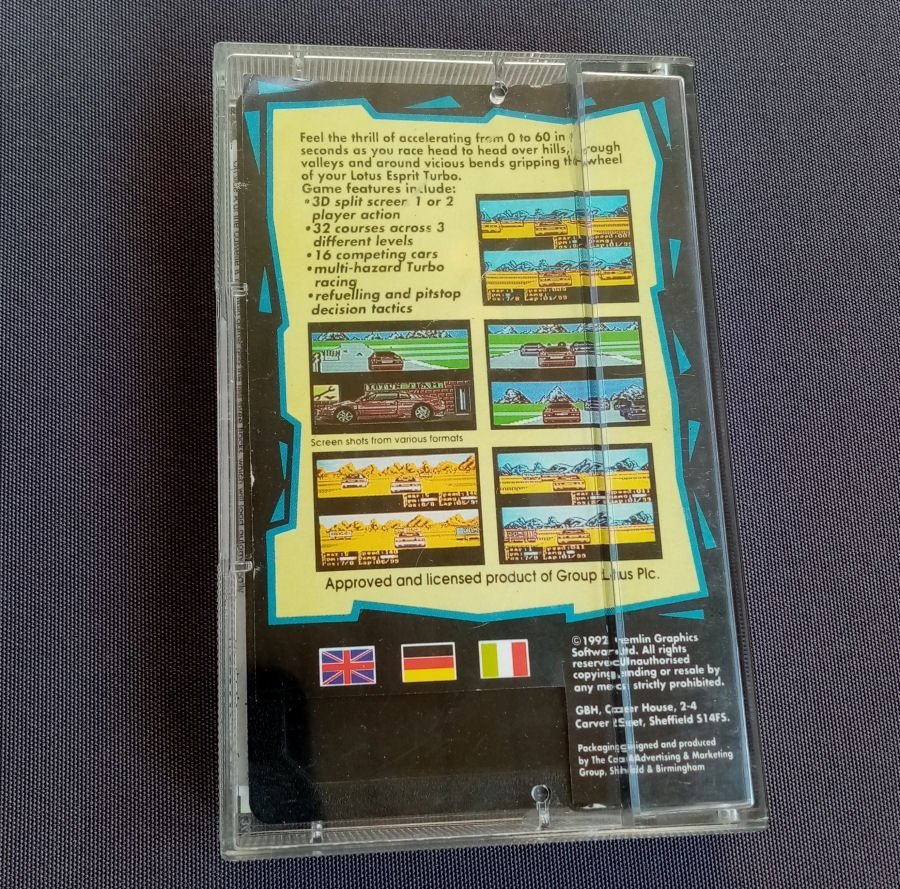 Feel the thrill of accelerating from 0 to 60 in
seconds as you race head to head over hills, through
valleys and around vicious bends gripping the wheel
of your Lotus Esprit Turbo.
Game features include:
•3D split screen 1 or 2
player action
•32 courses across 3
different levels
•16 competing cars
•multi-hazard Turbo
racing
•refuelling and pitstop
decision tactics
Screen shots from various formats
Approved and licensed product of Group Lotus Plc.
©1992 Gremlin Graphics
Software Ltd. All rights
reserved. Unauthorised
copying, lending or resale by
any means strictly prohibited.
GBH, Carver House, 2-4
Carver Street, Sheffield S14FS.
Packaging designed and produced
by The Advertising & Marketing
Group, Sheffield & Birmingham